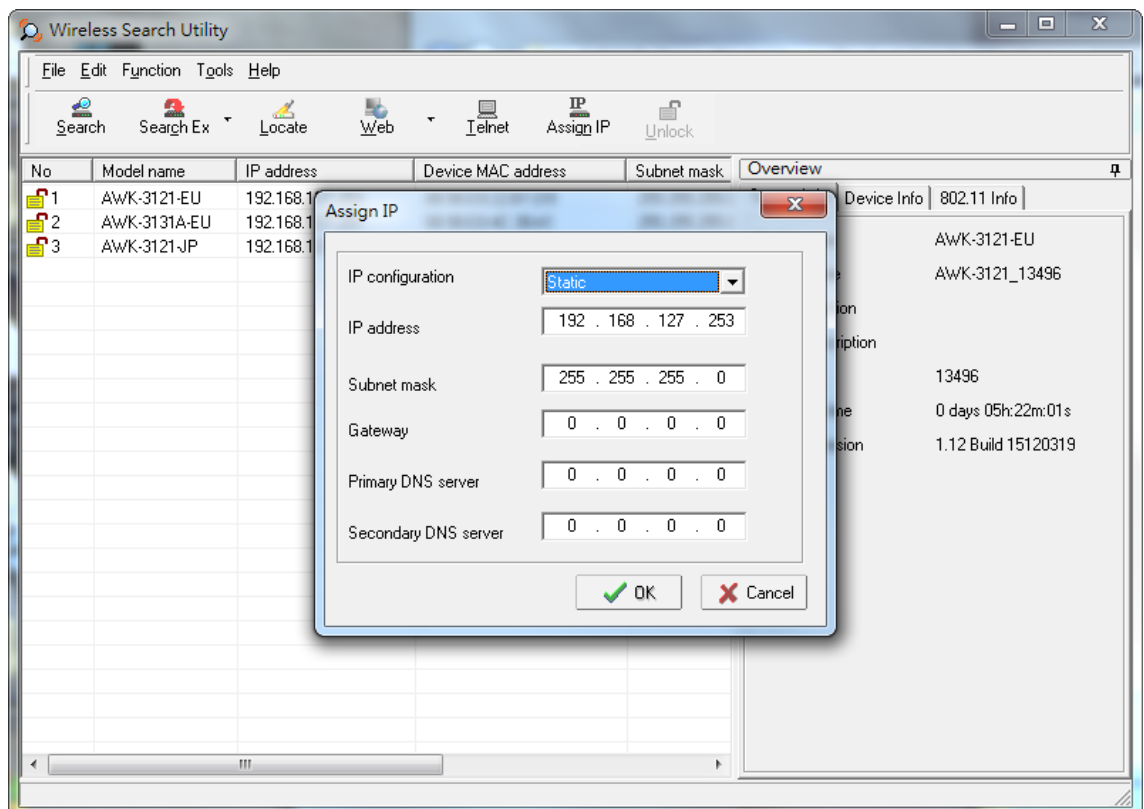 Wireless Search Utility
File Edit Function Tools Help
Search Search Ex Locate Web Telnet IP Assign IP Unlock
No Model name IP address Device MAC address Subnet mask Overview
Device Info 802.11 Info
1 AWK-3121-EU 192.168.1
2 AWK-3131A-EU 192.168.1
3 AWK-3121-JP 192.168.1
AWK-3121-EU
AWK-3121_13496
13496
0 days 05h:22m:01s
1.12 Build 15120319
Assign IP
IP configuration Static
IP address 192 . 168 . 127 . 253
Subnet mask 255 . 255 . 255 . 0
Gateway 0 . 0 . 0 . 0
Primary DNS server 0 . 0 . 0 . 0
Secondary DNS server 0 . 0 . 0 . 0
OK Cancel